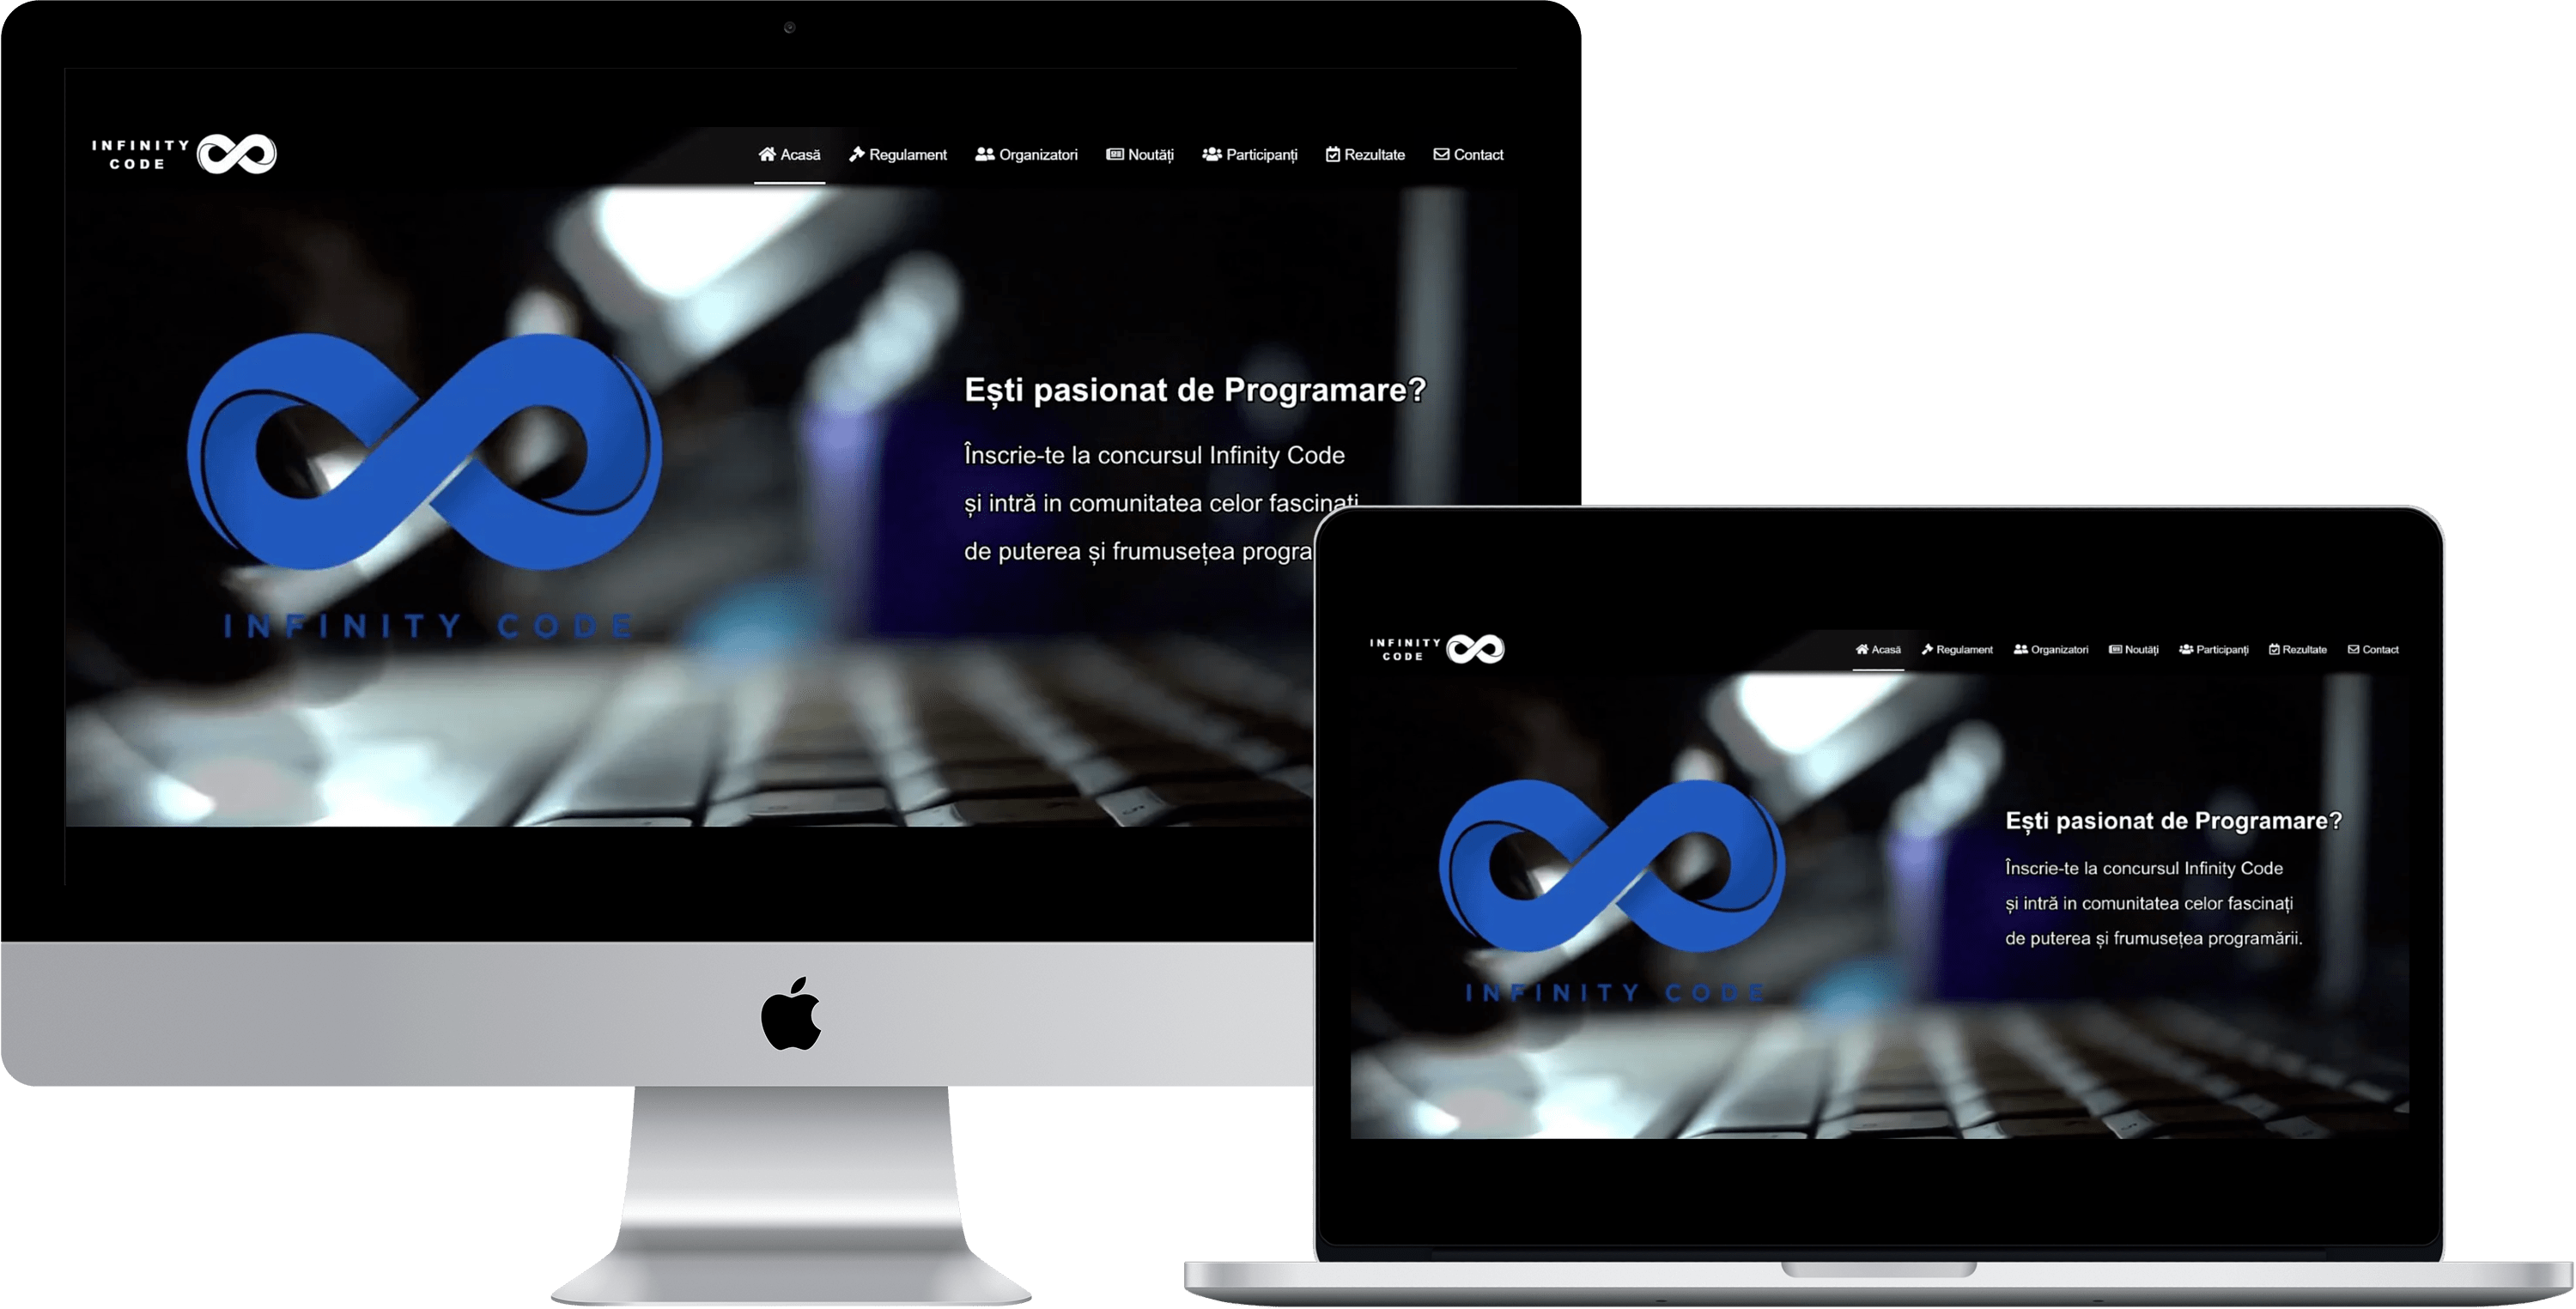 INFINITY
CODE
Acasă Regulament Organizatori Noutăți Participanți Rezultate Contact
Ești pasionat de Programare?
Înscrie-te la concursul Infinity Code
și intră in comunitatea celor fascinați
de puterea și frumusețea progra
INFINITY CODE
INFINITY
CODE
Acasă Regulament Organizatori Noutăți Participanți Rezultate Contact
Ești pasionat de Programare?
Înscrie-te la concursul Infinity Code
și intră in comunitatea celor fascinați
de puterea și frumusețea programării.
INFINITY CODE